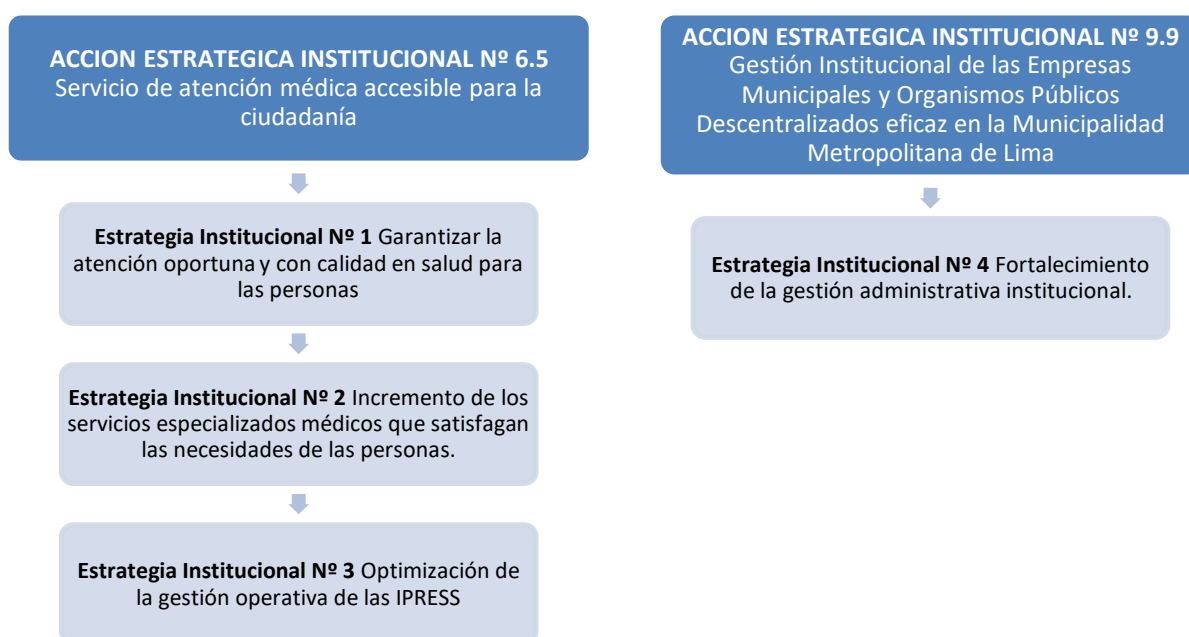 ACCION ESTRATEGICA INSTITUCIONAL Nº 6.5
Servicio de atención médica accesible para la
ciudadanía
Estrategia Institucional Nº 1 Garantizar la
atención oportuna y con calidad en salud para
las personas
Estrategia Institucional Nº 2 Incremento de los
servicios especializados médicos que satisfagan
las necesidades de las personas.
Estrategia Institucional Nº 3 Optimización de
la gestión operativa de las IPRESS
ACCION ESTRATEGICA INSTITUCIONAL Nº 9.9
Gestión Institucional de las Empresas
Municipales y Organismos Públicos
Descentralizados eficaz en la Municipalidad
Metropolitana de Lima
Estrategia Institucional Nº 4 Fortalecimiento
de la gestión administrativa institucional.